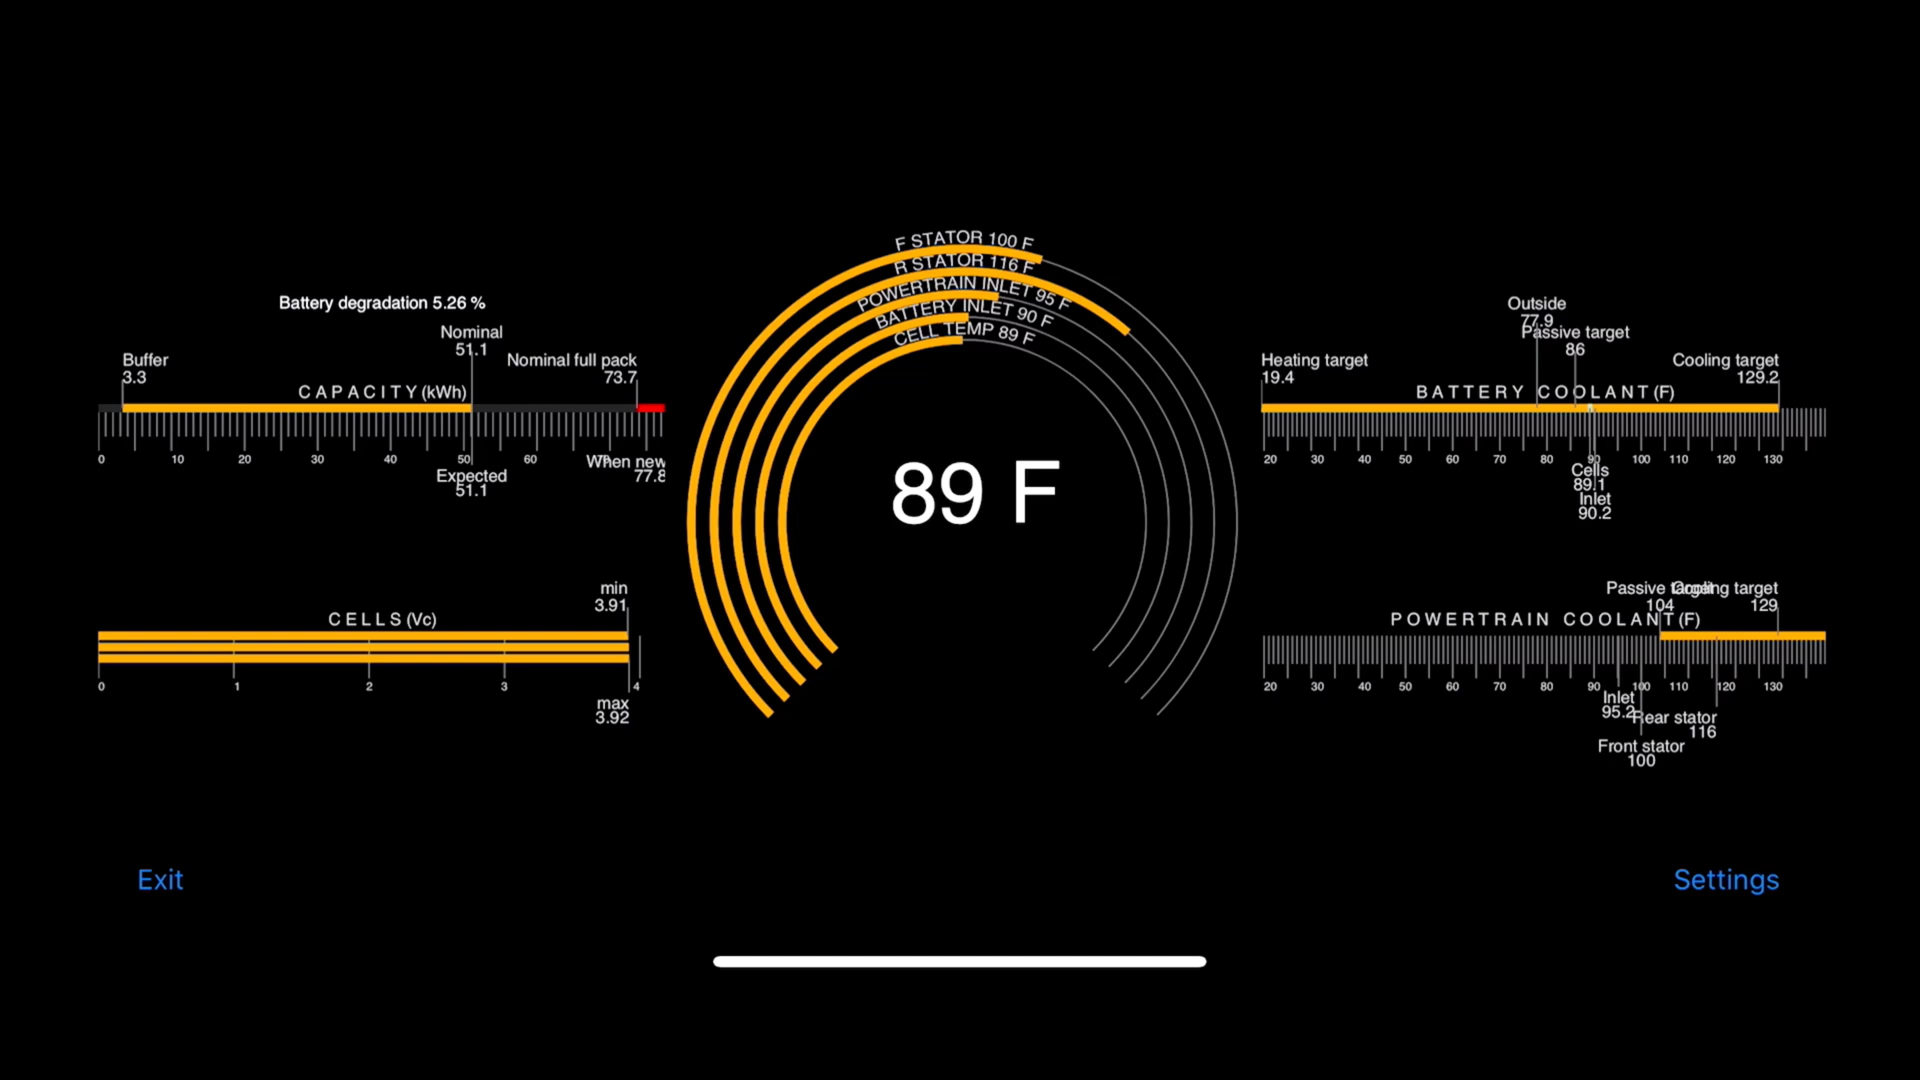 Battery degradation 5.26 %
Nominal
51.1
Buffer
3.3
Nominal full pack
73.7
CAPACITY (kWh)
0 10 20 30 40 50 60
When new
77.8
Expected
51.1
min
3.91
CELLS (Vc)
0 1 2 3 4
max
3.92
F STATOR 100 F
R STATOR 116 F
POWERTRAIN INLET 95 F
BATTERY INLET 90 F
CELL TEMP 89 F
89 F
Outside
77.9
Passive target
86
Heating target
19.4
Cooling target
129.2
BATTERY COOLANT (F)
20 30 40 50 60 70 80 90 100 110 120 130
Cells
89.1
Inlet
90.2
Passive target
104
Cooling target
129
POWERTRAIN COOLANT (F)
20 30 40 50 60 70 80 90 100 110 120 130
Inlet
95.2
Rear stator
116
Front stator
100
Exit
Settings